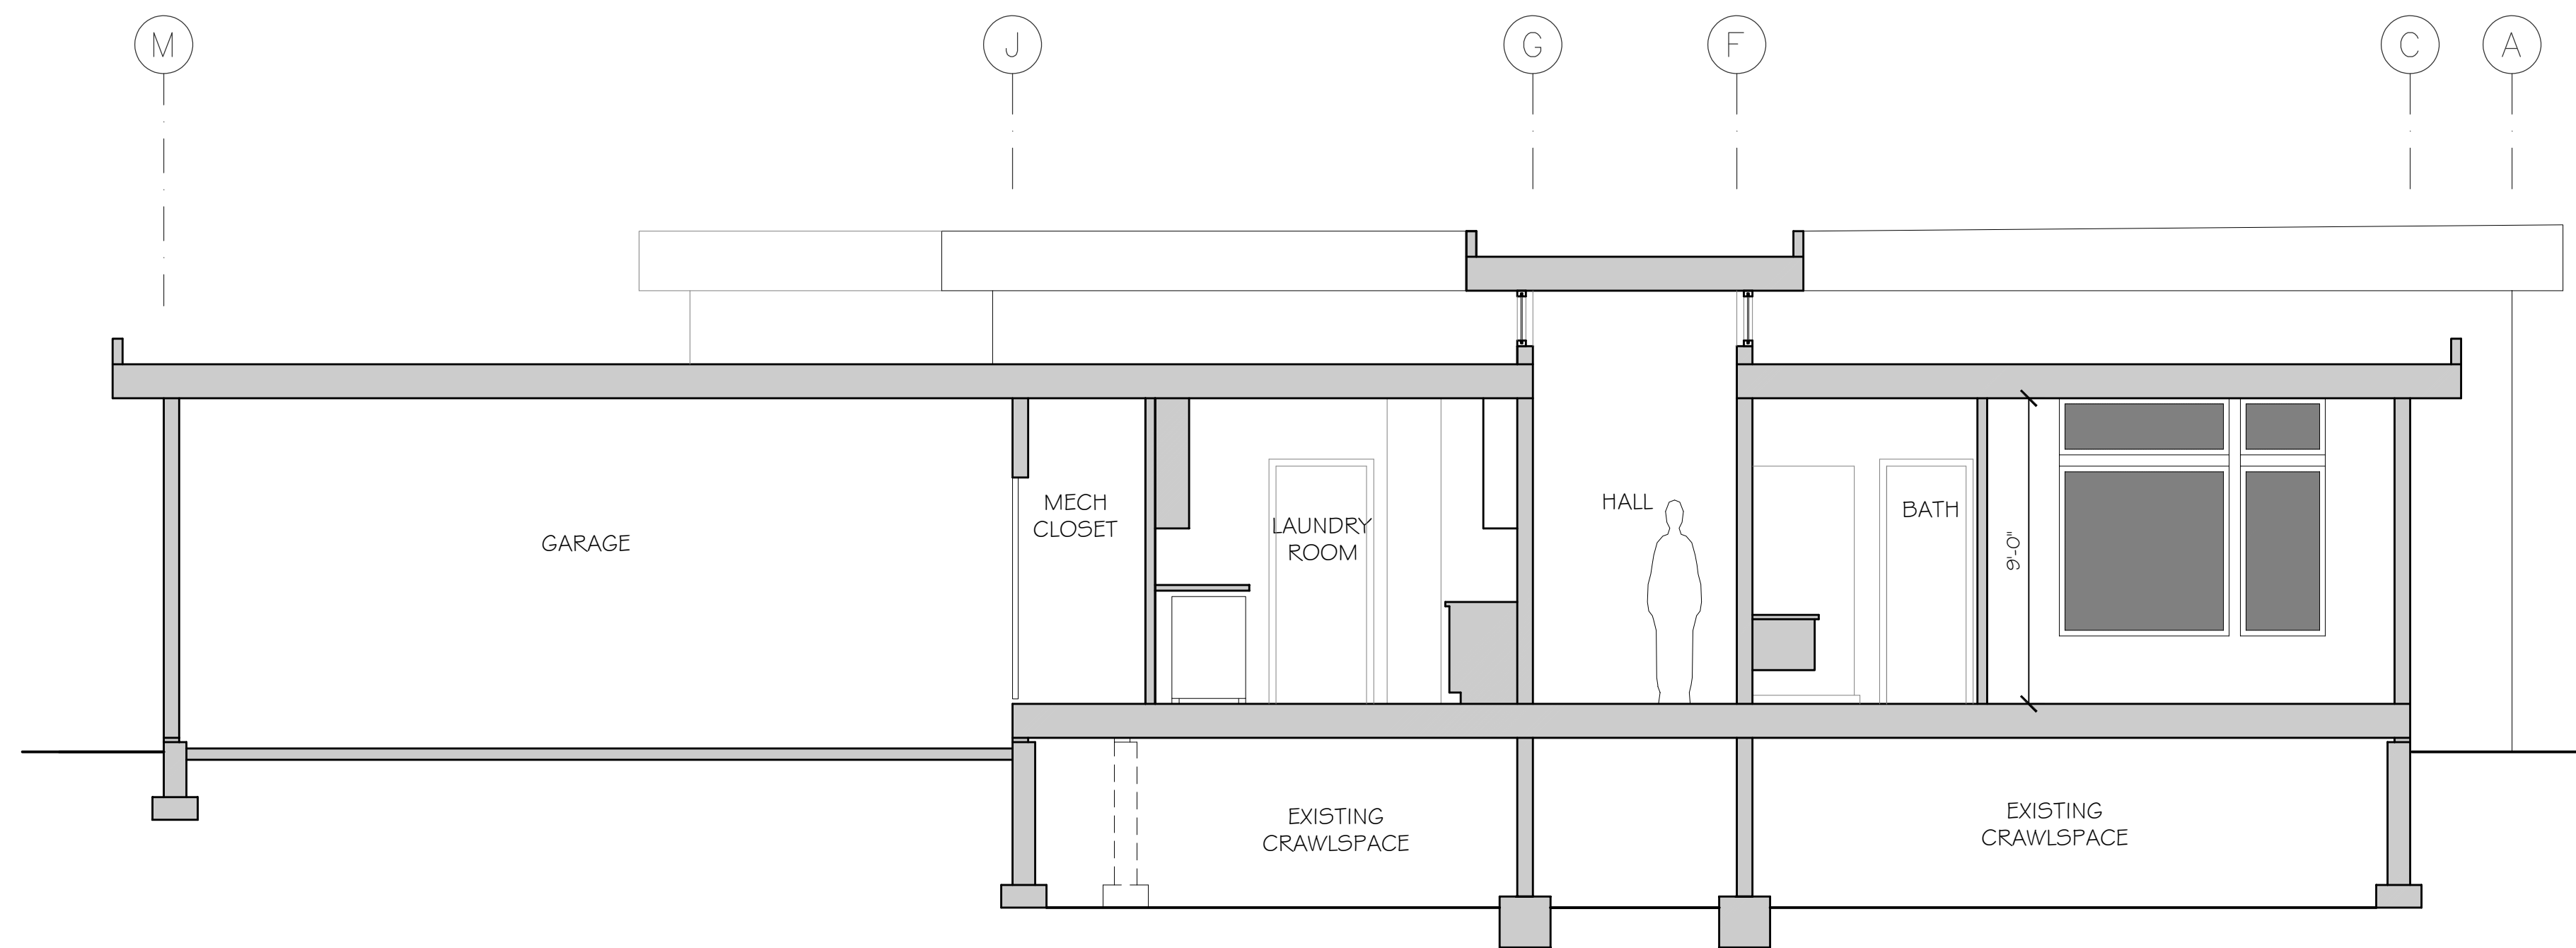 M
J
G
F
C
A
GARAGE
MECH
CLOSET
LAUNDRY
ROOM
HALL
BATH
9'-0"
EXISTING
CRAWLSPACE
EXISTING
CRAWLSPACE